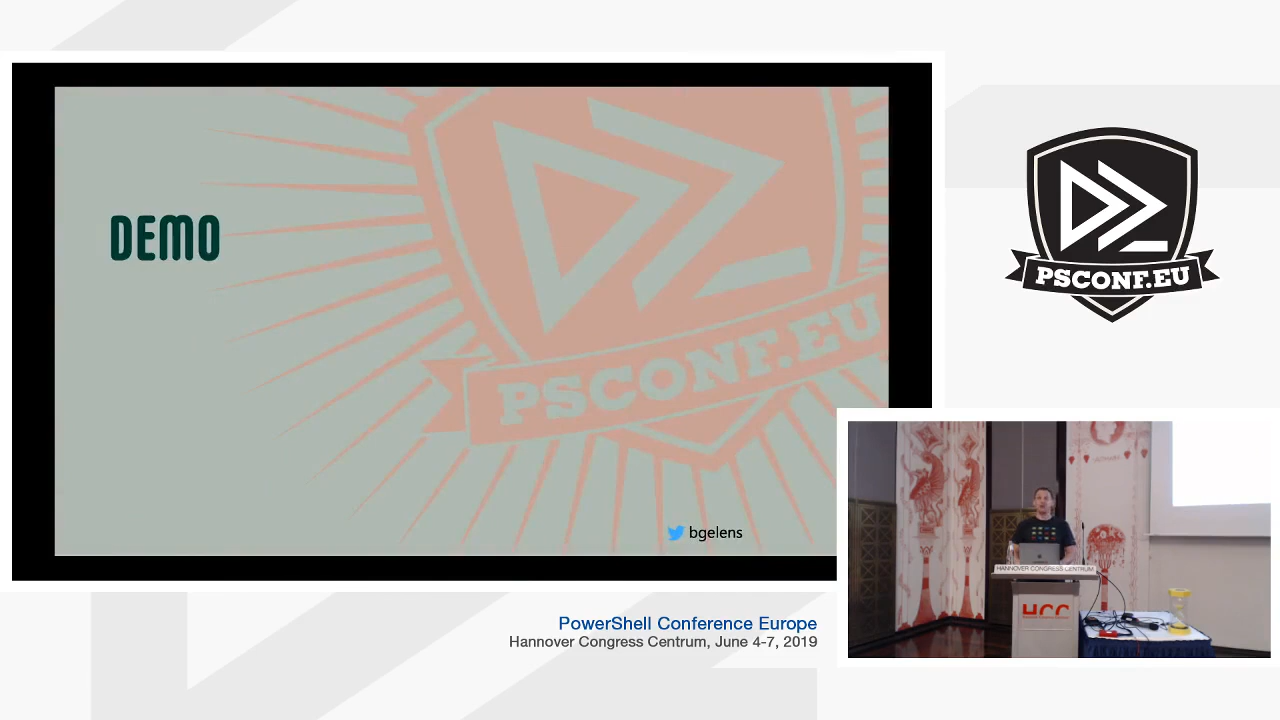 DEMO
PSCONF.EU
bgelens
PSCONF.EU
HANNOVER CONGRESS CENTRUM
HCC
PowerShell Conference Europe
Hannover Congress Centrum, June 4-7, 2019